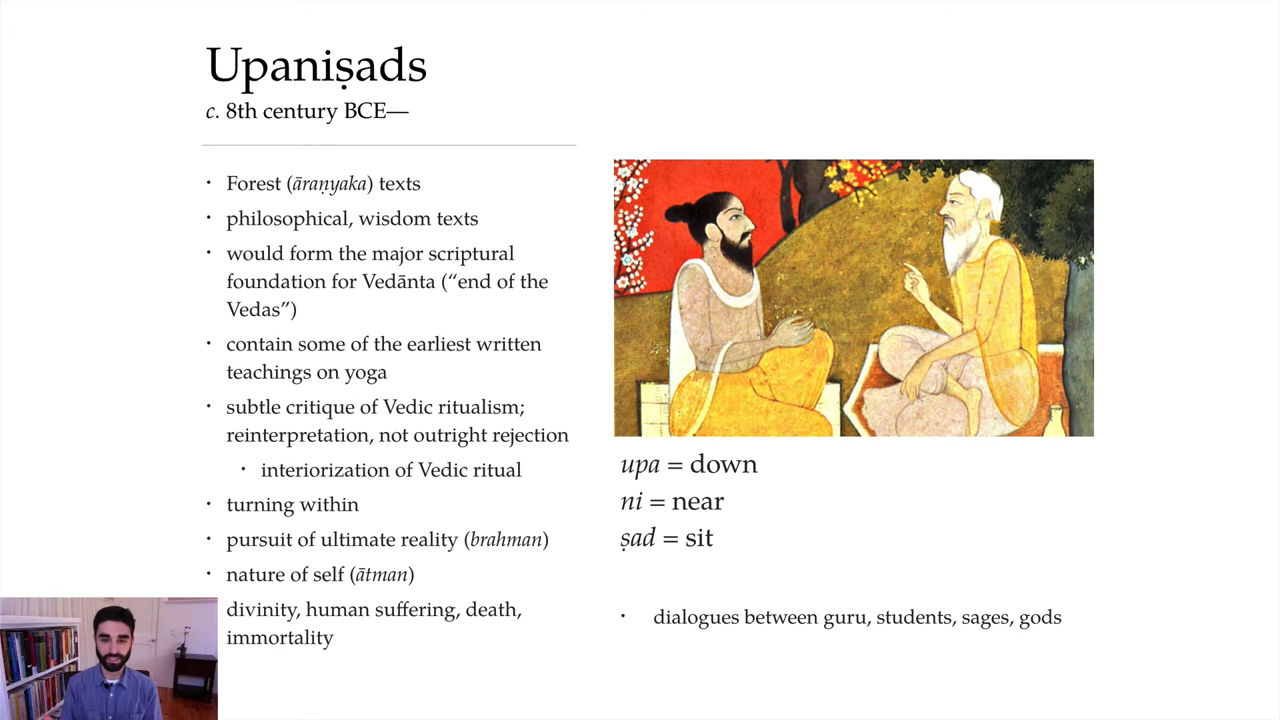 Upaniṣads
c. 8th century BCE—
• Forest (āraṇyaka) texts
• philosophical, wisdom texts
• would form the major scriptural
foundation for Vedānta (“end of the
Vedas”)
• contain some of the earliest written
teachings on yoga
• subtle critique of Vedic ritualism;
reinterpretation, not outright rejection
• interiorization of Vedic ritual
• turning within
• pursuit of ultimate reality (brahman)
• nature of self (ātman)
divinity, human suffering, death,
immortality
upa = down
ni = near
ṣad = sit
• dialogues between guru, students, sages, gods